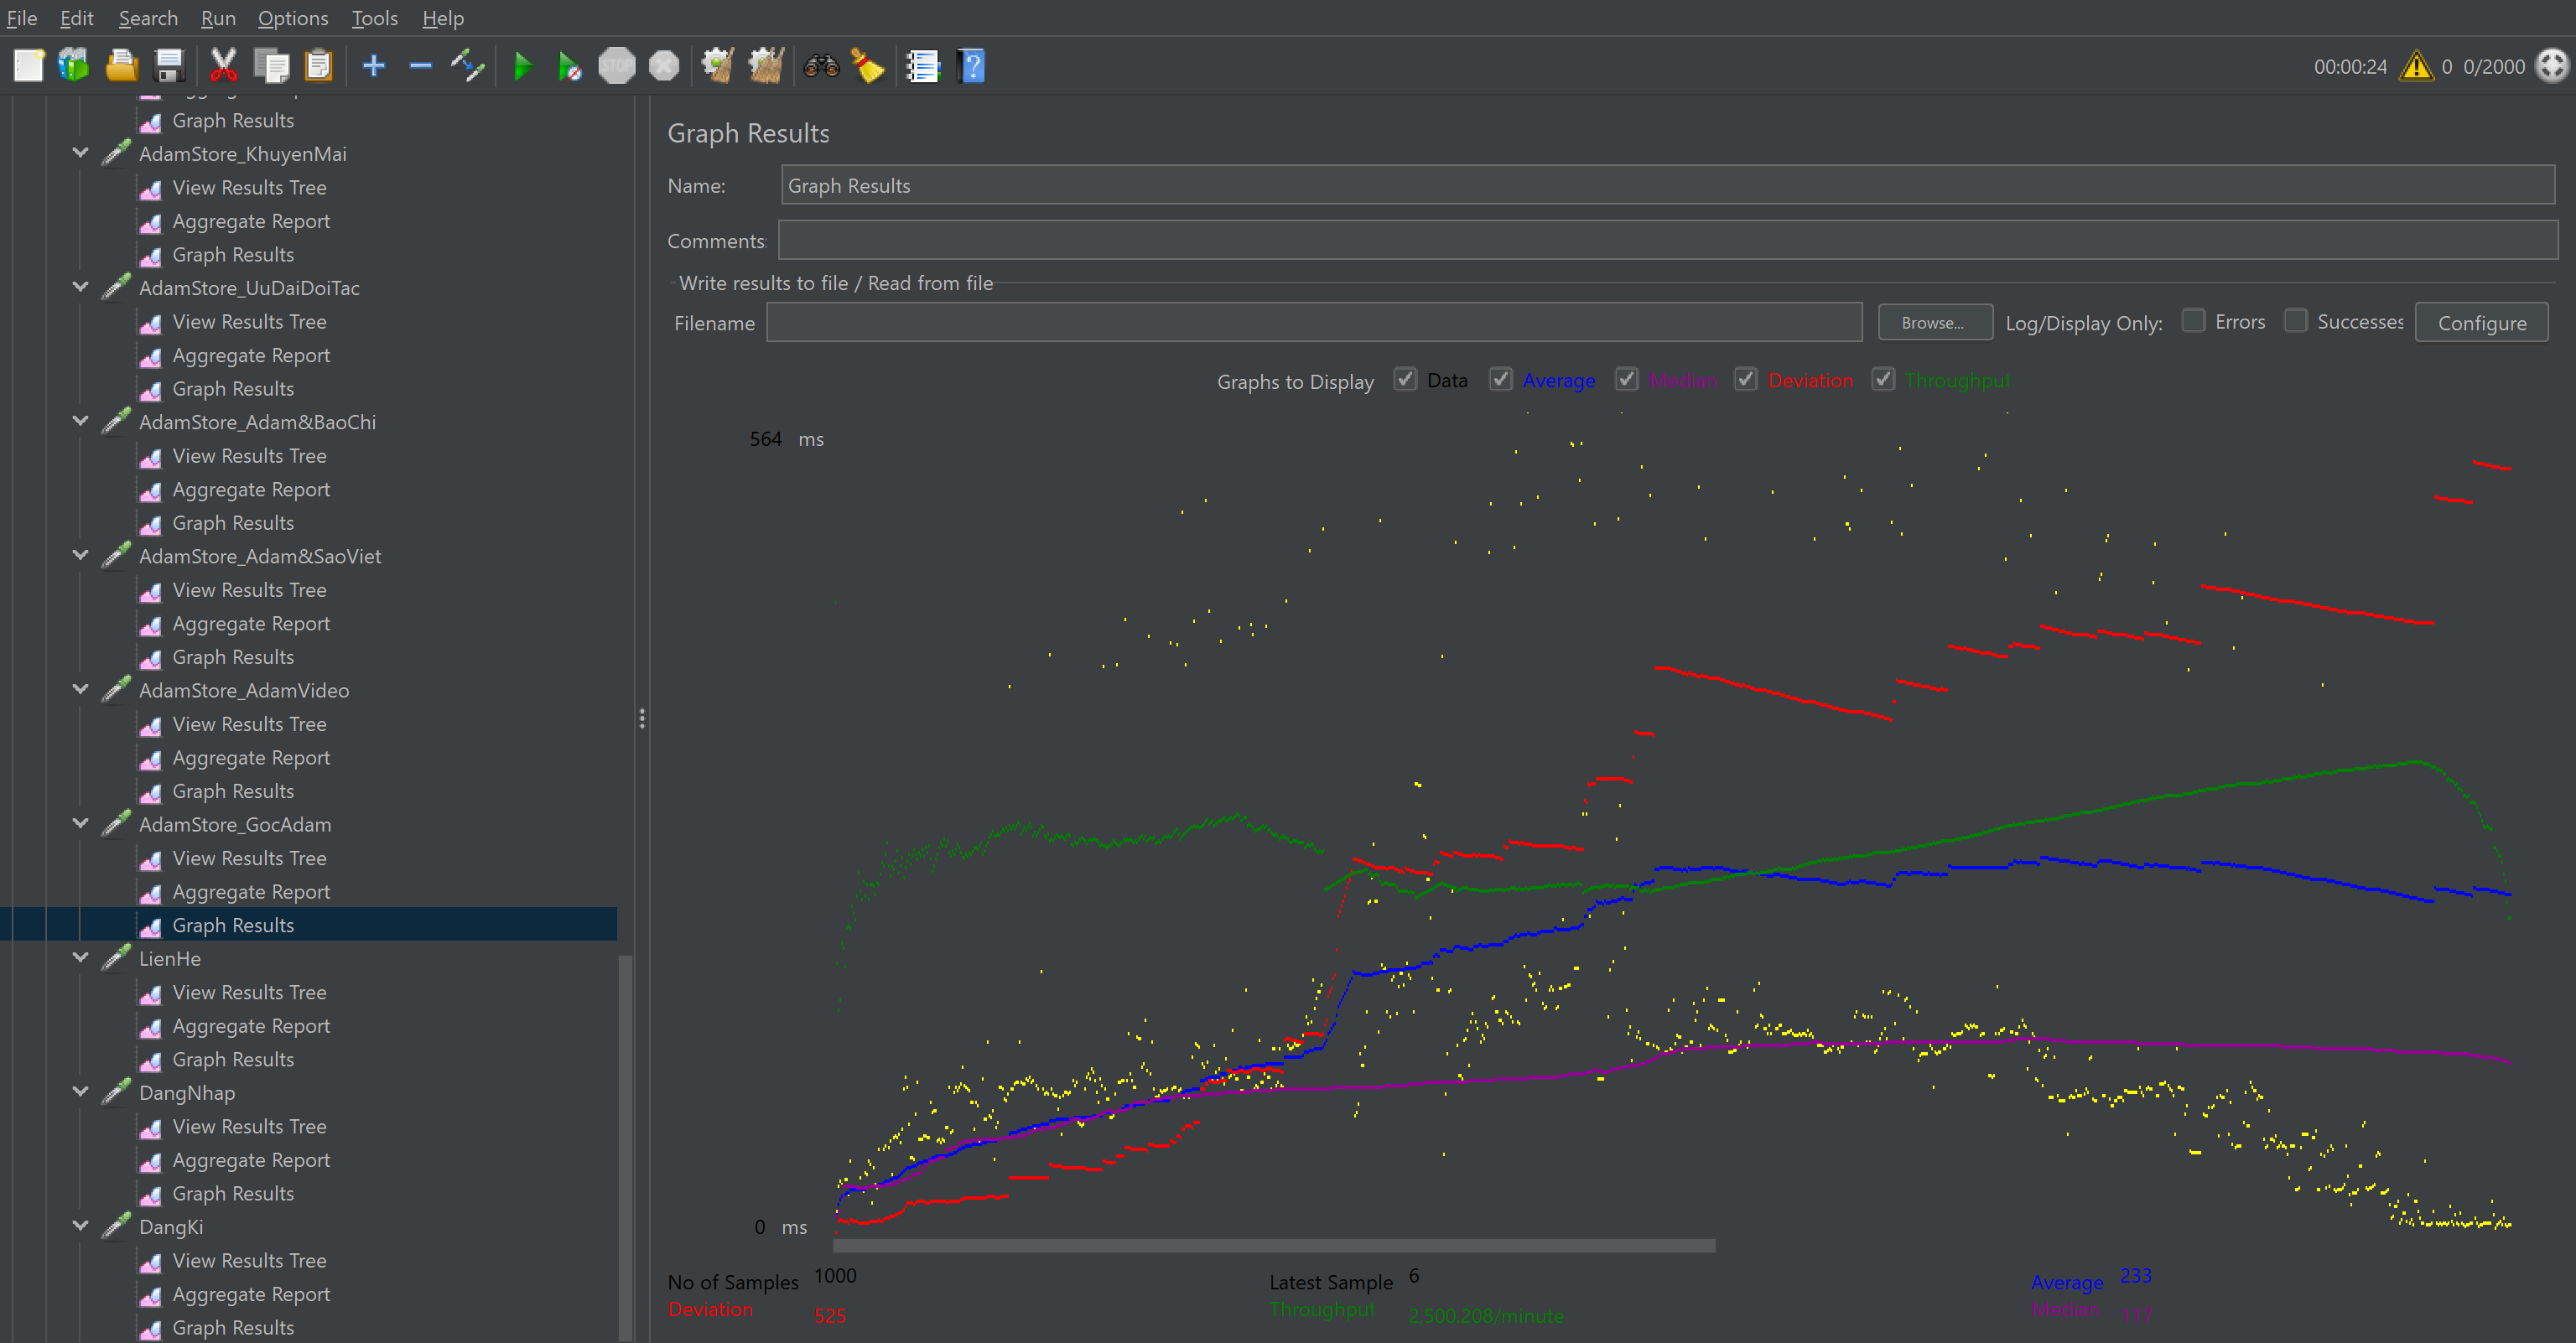 File Edit Search Run Options Tools Help
STOP
00:00:24 0 0/2000
Graph Results
AdamStore_KhuyenMai
View Results Tree
Aggregate Report
Graph Results
AdamStore_UuDaiDoiTac
View Results Tree
Aggregate Report
Graph Results
AdamStore_Adam&BaoChi
View Results Tree
Aggregate Report
Graph Results
AdamStore_Adam&SaoViet
View Results Tree
Aggregate Report
Graph Results
AdamStore_AdamVideo
View Results Tree
Aggregate Report
Graph Results
AdamStore_GocAdam
View Results Tree
Aggregate Report
Graph Results
LienHe
View Results Tree
Aggregate Report
Graph Results
DangNhap
View Results Tree
Aggregate Report
Graph Results
DangKi
View Results Tree
Aggregate Report
Graph Results
Graph Results
Name: Graph Results
Comments:
Write results to file / Read from file
Filename Browse... Log/Display Only: Errors Successes Configure
Graphs to Display Data Average Median Deviation Throughput
564 ms
0 ms
No of Samples 1000 Latest Sample 6 Average 233
Deviation 525 Throughput 2,500.208/minute Median 117